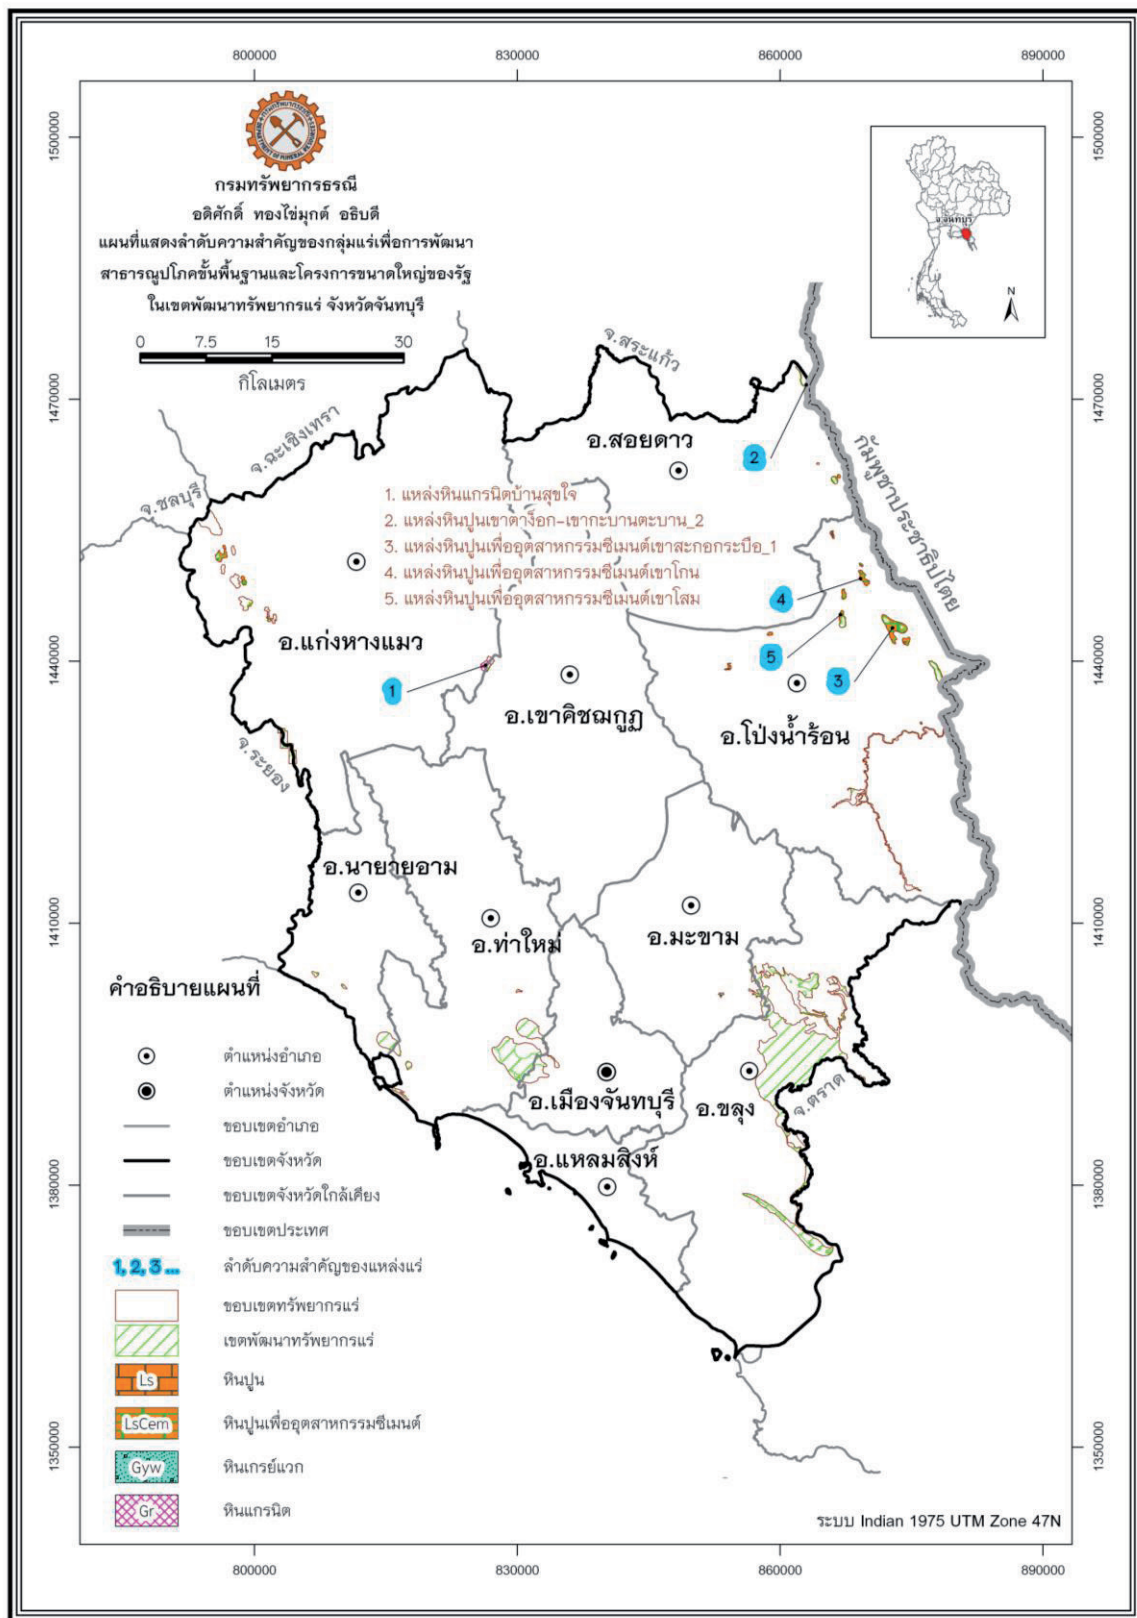 800000
830000
860000
890000
1500000
1500000
กรมทรัพยากรธรณี
DEPARTMENT OF MINERAL RESOURCES
กรมทรัพยากรธรณี
อดิศักดิ์ ทองไข่มุกต์ อธิบดี
แผนที่แสดงลำดับความสำคัญของกลุ่มแร่เพื่อการพัฒนา
สาธารณูปโภคขั้นพื้นฐานและโครงการขนาดใหญ่ของรัฐ
ในเขตพัฒนาทรัพยากรแร่ จังหวัดจันทบุรี
0 7.5 15 30
กิโลเมตร
จ.จันทบุรี
N
จ.สระแก้ว
1470000
1470000
จ.ฉะเชิงเทรา
อ.สอยดาว
2
กัมพูชาประชาธิปไตย
จ.ชลบุรี
1. แหล่งหินแกรนิตบ้านสุขใจ
2. แหล่งหินปูนเขาตาง็อก-เขากะบานตะบาน_2
3. แหล่งหินปูนเพื่ออุตสาหกรรมซีเมนต์เขาสะกอกระบือ_1
4. แหล่งหินปูนเพื่ออุตสาหกรรมซีเมนต์เขาโกน
5. แหล่งหินปูนเพื่ออุตสาหกรรมซีเมนต์เขาโสม
4
อ.แก่งหางแมว
5
1440000
1440000
1
3
อ.เขาคิชฌกูฏ
อ.โป่งน้ำร้อน
จ.ระยอง
อ.นายายอาม
1410000
1410000
อ.ท่าใหม่
อ.มะขาม
คำอธิบายแผนที่
ตำแหน่งอำเภอ
ตำแหน่งจังหวัด
อ.เมืองจันทบุรี
อ.ขลุง
จ.ตราด
ขอบเขตอำเภอ
ขอบเขตจังหวัด
อ.แหลมสิงห์
1380000
1380000
ขอบเขตจังหวัดใกล้เคียง
ขอบเขตประเทศ
1, 2, 3 ... ลำดับความสำคัญของแหล่งแร่
ขอบเขตทรัพยากรแร่
เขตพัฒนาทรัพยากรแร่
Ls หินปูน
LsCem หินปูนเพื่ออุตสาหกรรมซีเมนต์
1350000
1350000
Gyw หินเกรย์แวก
Gr หินแกรนิต
ระบบ Indian 1975 UTM Zone 47N
800000
830000
860000
890000